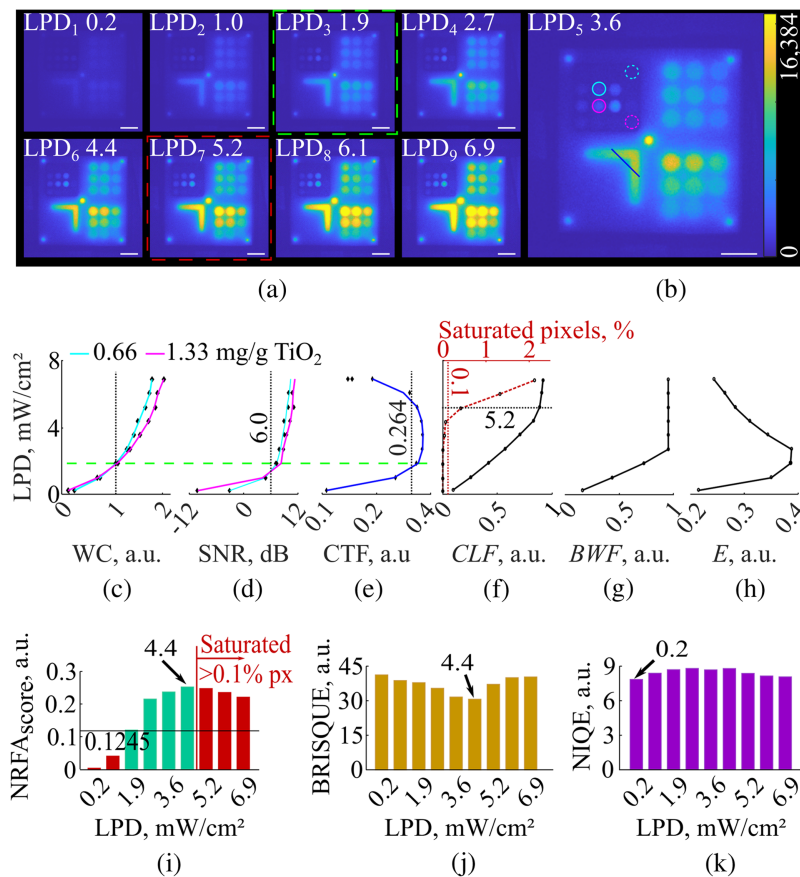 LPD₁ 0.2 LPD₂ 1.0 LPD₃ 1.9 LPD₄ 2.7 LPD₅ 3.6
LPD₆ 4.4 LPD₇ 5.2 LPD₈ 6.1 LPD₉ 6.9
16,384
0
(a) (b)
0.66 1.33 mg/g TiO₂
Saturated pixels, %
0 1 2
LPD, mW/cm²
8
4
0
6.0
0.264
0.1
5.2
0 1 2 -12 0 12 0.1 0.2 0.4 0 0.5 1 0 0.5 1 0.2 0.3 0.4
WC, a.u. SNR, dB CTF, a.u CLF, a.u. BWF, a.u. E, a.u.
(c) (d) (e) (f) (g) (h)
NRFAscore, a.u.
0.3
0.2
0.1
0
4.4
Saturated
>0.1% px
0.1245
0.2 1.9 3.6 5.2 6.9
LPD, mW/cm²
(i)
BRISQUE, a.u.
45
30
15
0
4.4
0.2 1.9 3.6 5.2 6.9
LPD, mW/cm²
(j)
NIQE, a.u.
9
6
3
0
0.2
0.2 1.9 3.6 5.2 6.9
LPD, mW/cm²
(k)